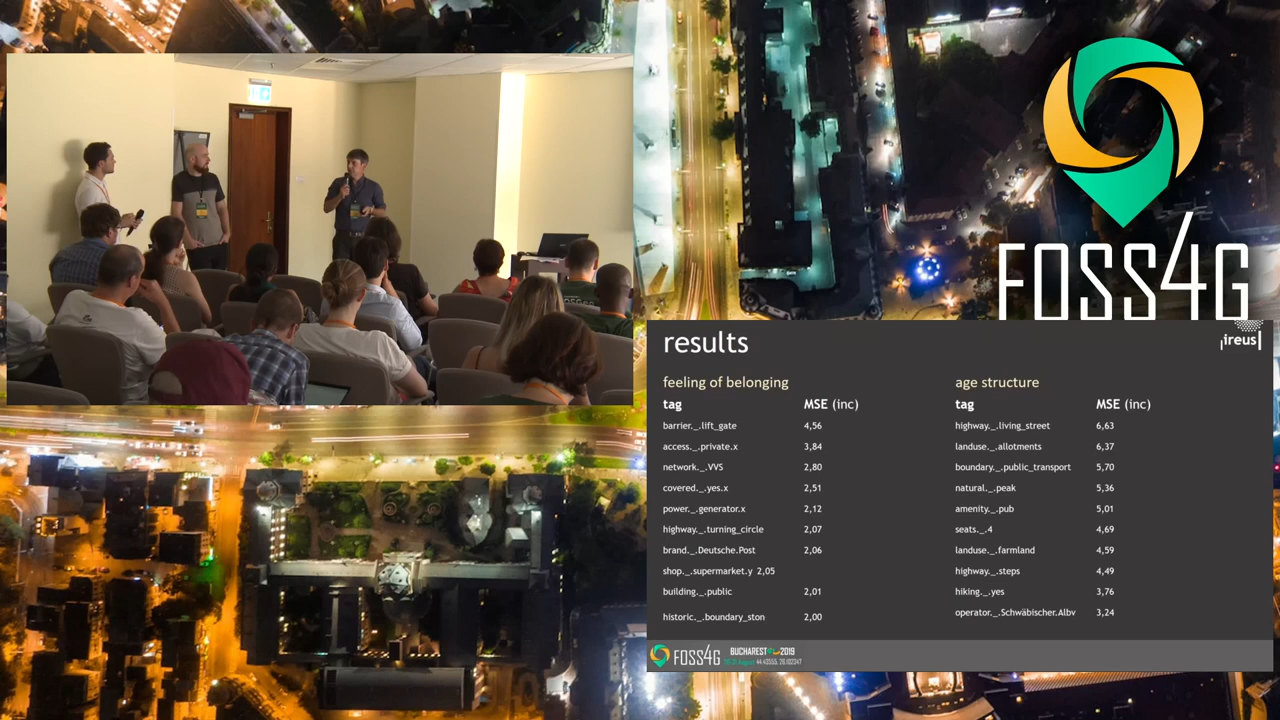 FOSS4G
results
ireus
feeling of belonging
tag MSE (inc)
barrier._.lift_gate 4,56
access._.private.x 3,84
network._.VVS 2,80
covered._.yes.x 2,51
power._.generator.x 2,12
highway._.turning_circle 2,07
brand._.Deutsche.Post 2,06
shop._.supermarket.y 2,05
building._.public 2,01
historic._.boundary_ston 2,00
age structure
tag MSE (inc)
highway._.living_street 6,63
landuse._.allotments 6,37
boundary._.public_transport 5,70
natural._.peak 5,36
amenity._.pub 5,01
seats._.4 4,69
landuse._.farmland 4,59
highway._.steps 4,49
hiking._.yes 3,76
operator._.Schwäbischer.Albv 3,24
FOSS4G
BUCHAREST 2019